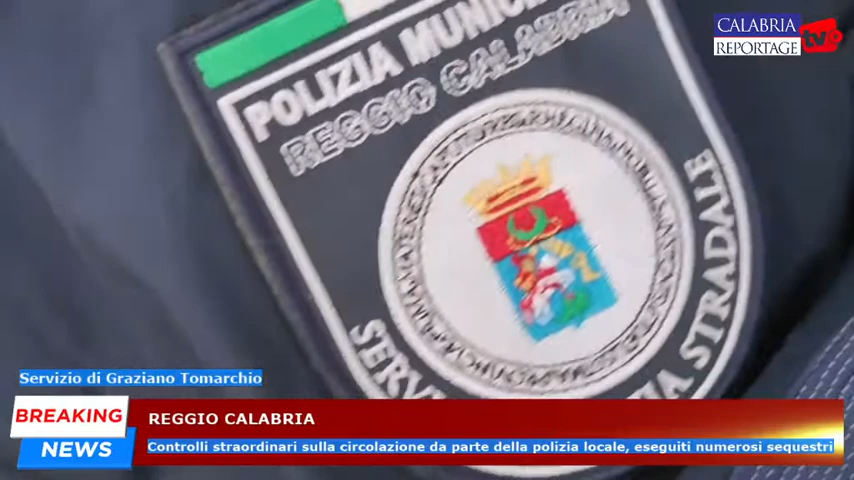 CALABRIA
REPORTAGE tv
POLIZIA MUNICI
REGGIO CALABRIA
STRADALE
Servizio di Graziano Tomarchio
BREAKING
NEWS
REGGIO CALABRIA
Controlli straordinari sulla circolazione da parte della polizia locale, eseguiti numerosi sequestri